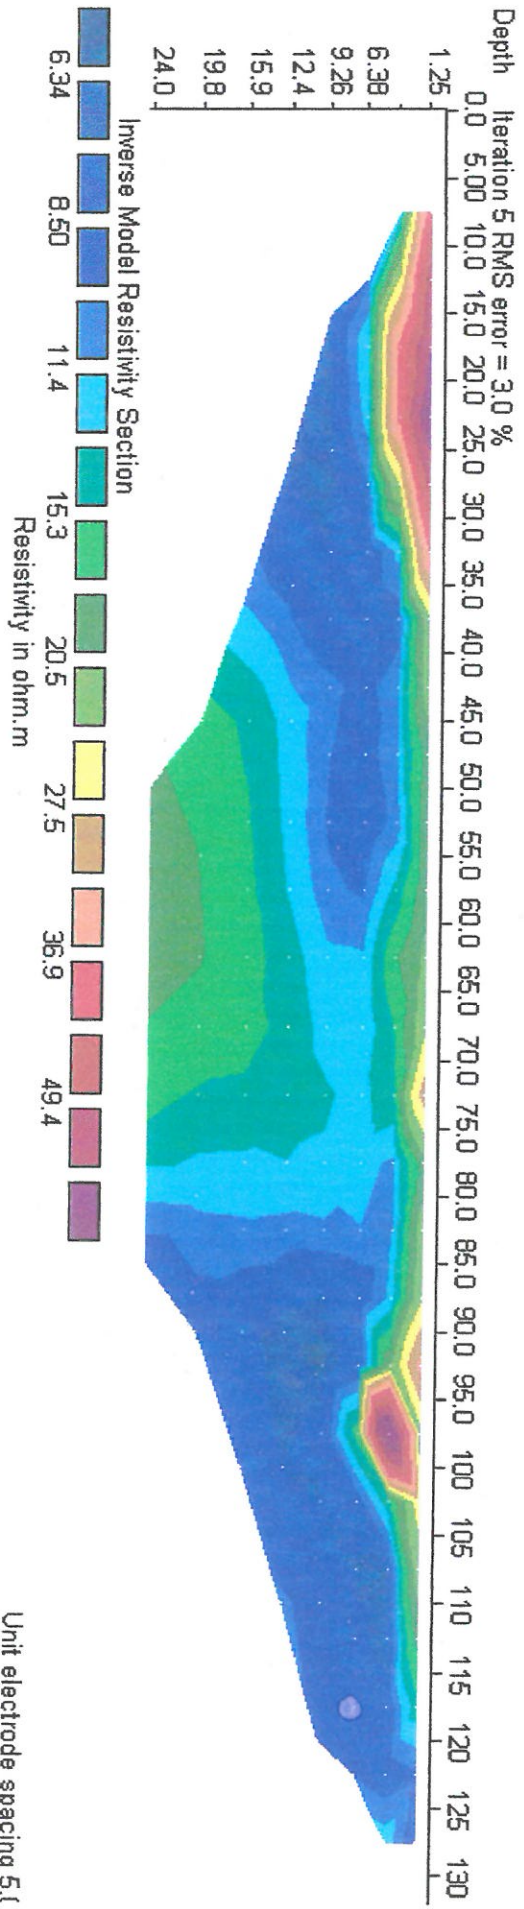 Depth Iteration 5 RMS error = 3.0 %
0.0 5.00 10.0 15.0 20.0 25.0 30.0 35.0 40.0 45.0 50.0 55.0 60.0 65.0 70.0 75.0 80.0 85.0 90.0 95.0 100 105 110 115 120 125 130
1.25
6.38
9.26
12.4
15.9
19.8
24.0
Inverse Model Resistivity Section
6.34 8.50 11.4 15.3 20.5 27.5 36.9 49.4
Resistivity in ohm.m
Unit electrode spacing 5.